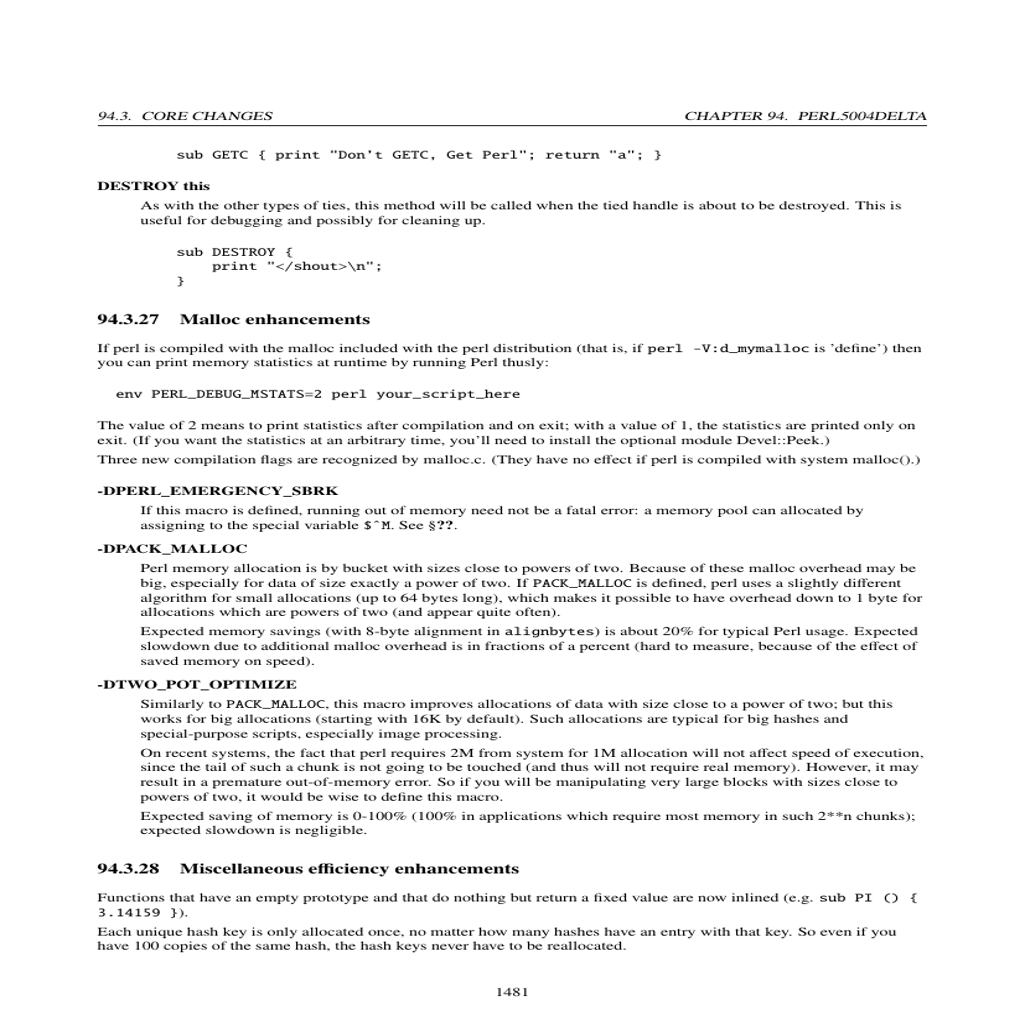 94.3. CORE CHANGES CHAPTER 94. PERL5004DELTA
sub GETC { print "Don't GETC, Get Perl"; return "a"; }
DESTROY this
As with the other types of ties, this method will be called when the tied handle is about to be destroyed. This is
useful for debugging and possibly for cleaning up.
sub DESTROY {
print "</shout>\n";
}
94.3.27 Malloc enhancements
If perl is compiled with the malloc included with the perl distribution (that is, if perl -V:d_mymalloc is 'define') then
you can print memory statistics at runtime by running Perl thusly:
env PERL_DEBUG_MSTATS=2 perl your_script_here
The value of 2 means to print statistics after compilation and on exit; with a value of 1, the statistics are printed only on
exit. (If you want the statistics at an arbitrary time, you'll need to install the optional module Devel::Peek.)
Three new compilation flags are recognized by malloc.c. (They have no effect if perl is compiled with system malloc().)
-DPERL_EMERGENCY_SBRK
If this macro is defined, running out of memory need not be a fatal error: a memory pool can allocated by
assigning to the special variable $^M. See §??.
-DPACK_MALLOC
Perl memory allocation is by bucket with sizes close to powers of two. Because of these malloc overhead may be
big, especially for data of size exactly a power of two. If PACK_MALLOC is defined, perl uses a slightly different
algorithm for small allocations (up to 64 bytes long), which makes it possible to have overhead down to 1 byte for
allocations which are powers of two (and appear quite often).
Expected memory savings (with 8-byte alignment in alignbytes) is about 20% for typical Perl usage. Expected
slowdown due to additional malloc overhead is in fractions of a percent (hard to measure, because of the effect of
saved memory on speed).
-DTWO_POT_OPTIMIZE
Similarly to PACK_MALLOC, this macro improves allocations of data with size close to a power of two; but this
works for big allocations (starting with 16K by default). Such allocations are typical for big hashes and
special-purpose scripts, especially image processing.
On recent systems, the fact that perl requires 2M from system for 1M allocation will not affect speed of execution,
since the tail of such a chunk is not going to be touched (and thus will not require real memory). However, it may
result in a premature out-of-memory error. So if you will be manipulating very large blocks with sizes close to
powers of two, it would be wise to define this macro.
Expected saving of memory is 0-100% (100% in applications which require most memory in such 2**n chunks);
expected slowdown is negligible.
94.3.28 Miscellaneous efficiency enhancements
Functions that have an empty prototype and that do nothing but return a fixed value are now inlined (e.g. sub PI () {
3.14159 }).
Each unique hash key is only allocated once, no matter how many hashes have an entry with that key. So even if you
have 100 copies of the same hash, the hash keys never have to be reallocated.
1481